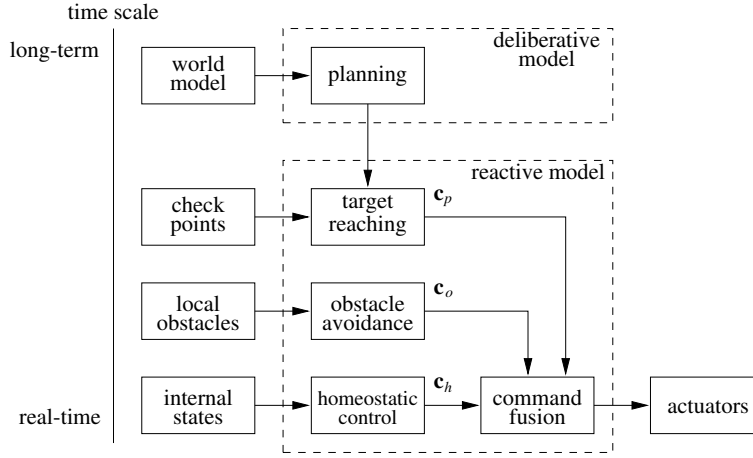 time scale
long-term
world
model
planning
deliberative
model
reactive model
check
points
target
reaching
c_p
local
obstacles
obstacle
avoidance
c_o
real-time
internal
states
homeostatic
control
c_h
command
fusion
actuators